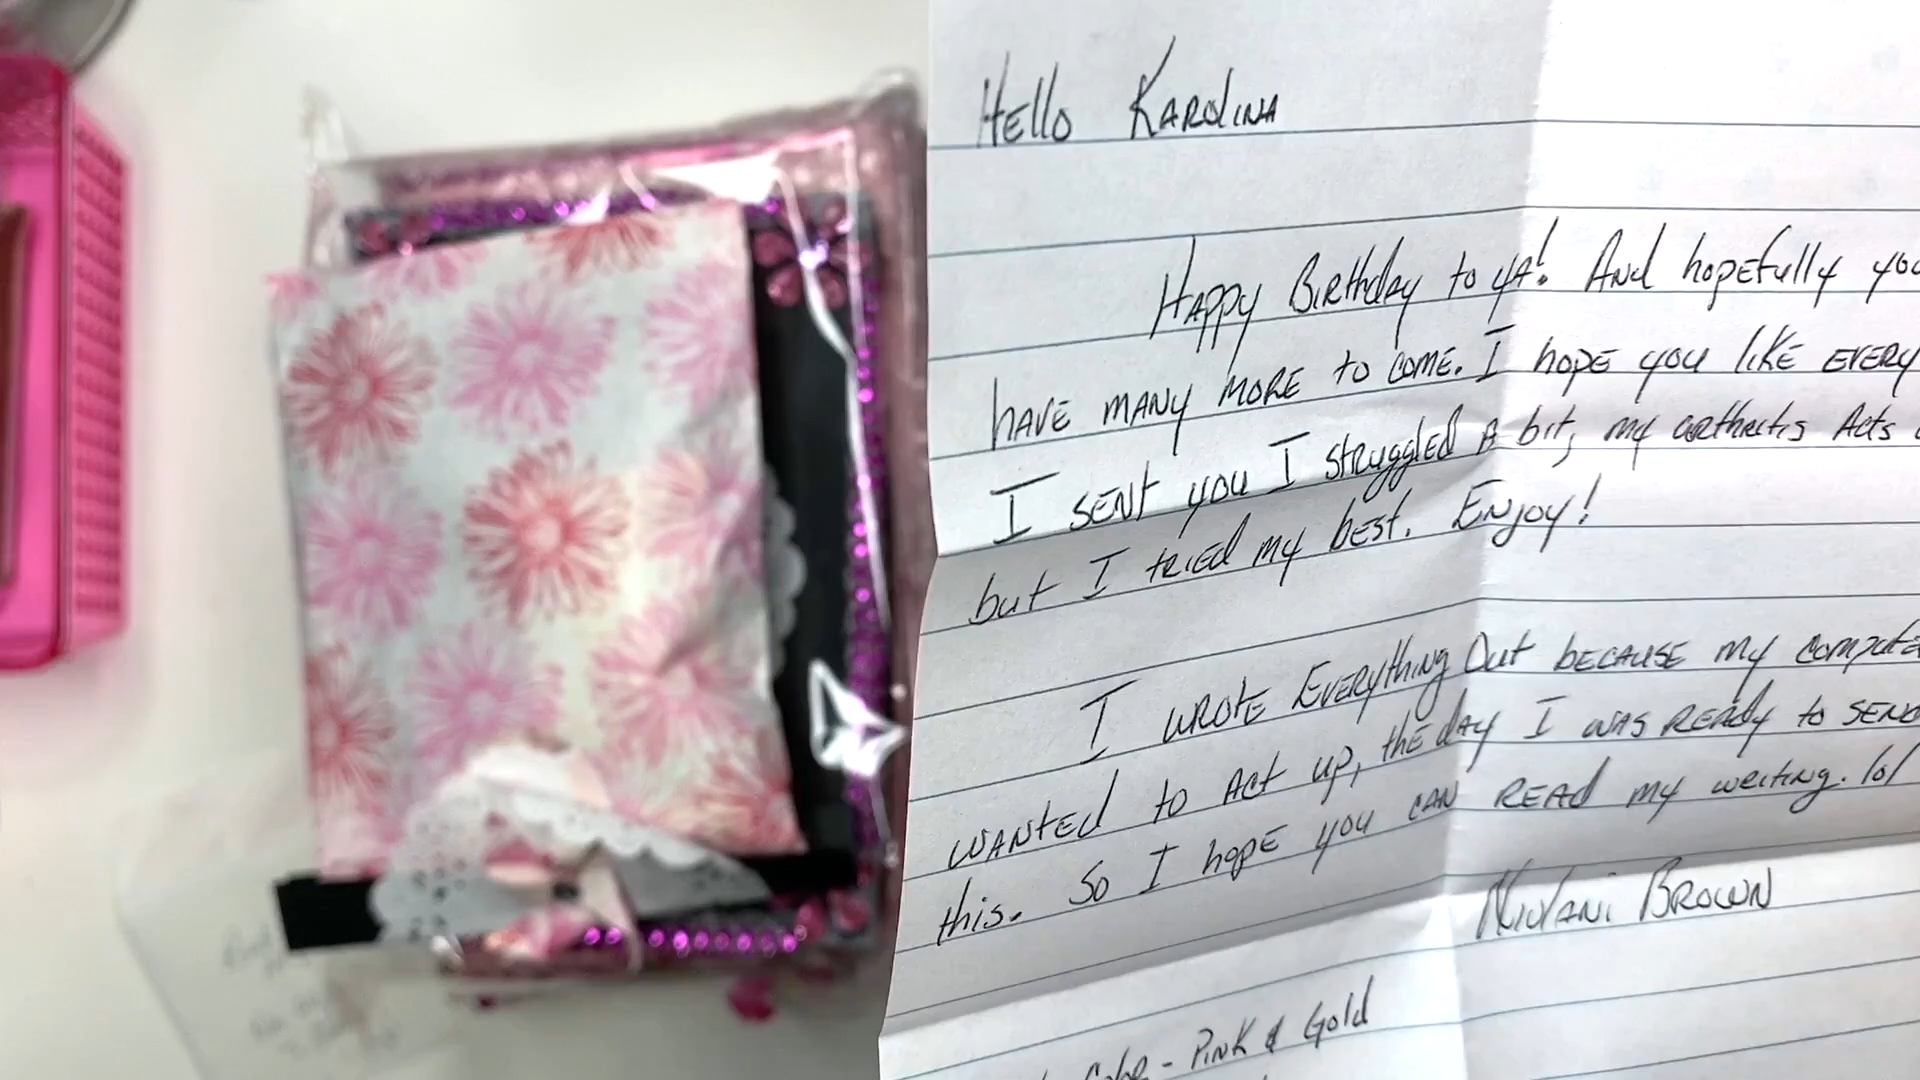 Hello Karolina
Happy Birthday to ya! And hopefully you
have many more to come. I hope you like every
I sent you I struggled a bit, my arthritis Acts
but I tried my best. Enjoy!
I wrote Everything Out because my compute
wanted to act up, the day I was ready to send
this. So I hope you can read my writing. lol
Niulani Brown
Color - Pink & Gold